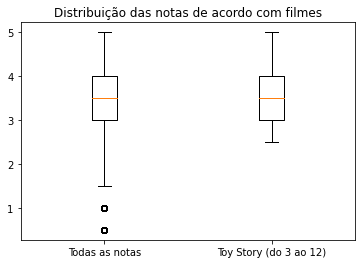 Distribuição das notas de acordo com filmes
5
4
3
2
1
Todas as notas
Toy Story (do 3 ao 12)